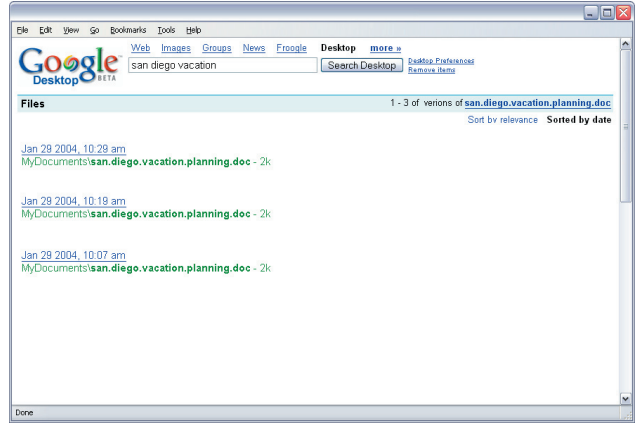 File Edit View Go Bookmarks Tools Help
Web Images Groups News Froogle Desktop more »
Google™
Desktop BETA
san diego vacation Search Desktop Desktop Preferences
Remove items
Files 1 - 3 of verions of san.diego.vacation.planning.doc
Sort by relevance Sorted by date
Jan 29 2004, 10:29 am
MyDocuments\san.diego.vacation.planning.doc - 2k
Jan 29 2004, 10:19 am
MyDocuments\san.diego.vacation.planning.doc - 2k
Jan 29 2004, 10:07 am
MyDocuments\san.diego.vacation.planning.doc - 2k
Done